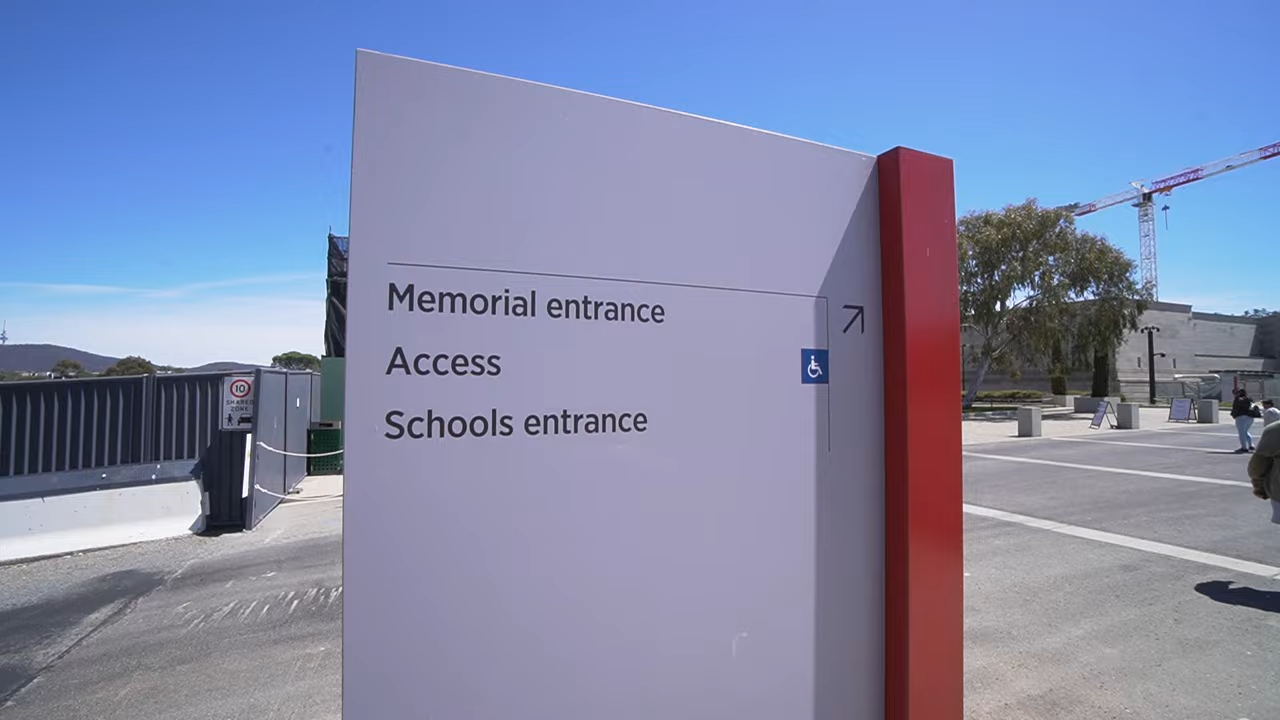 Memorial entrance
Access
Schools entrance
10
SHARED
ZONE